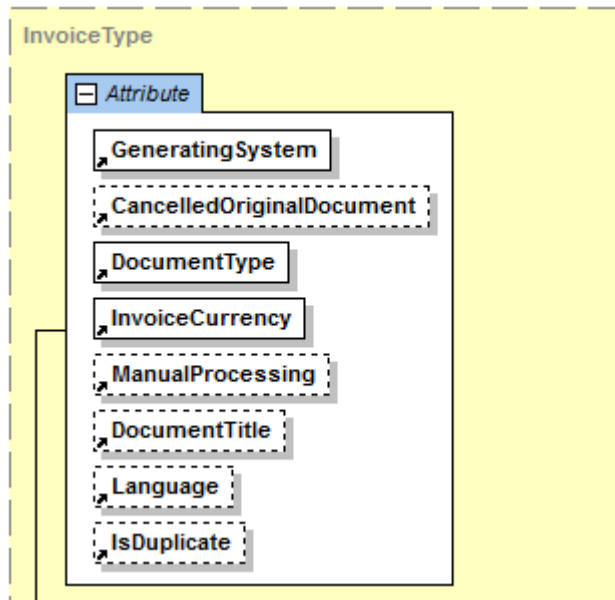 InvoiceType
Attribute
GeneratingSystem
CancelledOriginalDocument
DocumentType
InvoiceCurrency
ManualProcessing
DocumentTitle
Language
IsDuplicate